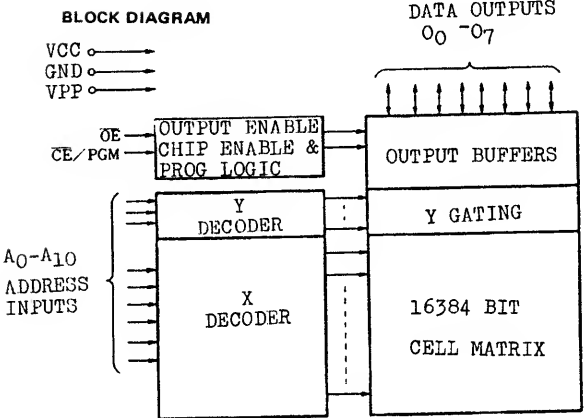 BLOCK DIAGRAM
DATA OUTPUTS
O0 -O7
VCC
GND
VPP
OE
CE/PGM
OUTPUT ENABLE
CHIP ENABLE &
PROG LOGIC
OUTPUT BUFFERS
Y
DECODER
Y GATING
A0-A10
ADDRESS
INPUTS
X
DECODER
16384 BIT
CELL MATRIX